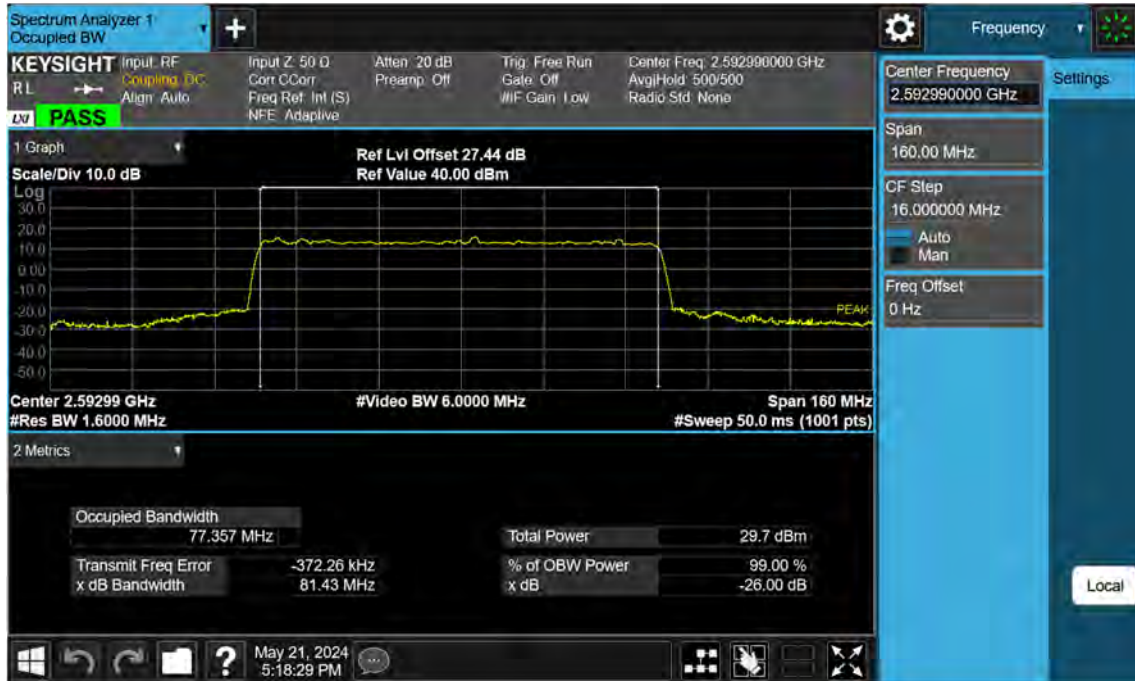 Spectrum Analyzer 1
Occupied BW
+
Frequency
KEYSIGHT
RL
LXI PASS
Input: RF
Coupling: DC
Align: Auto
Input Z: 50 Ω
Corr CCorr
Freq Ref: Int (S)
NFE: Adaptive
Atten: 20 dB
Preamp: Off
Trig: Free Run
Gate: Off
#IF Gain: Low
Center Freq: 2.592990000 GHz
Avg|Hold: 500/500
Radio Std: None
Center Frequency
2.592990000 GHz
Settings
Span
160.00 MHz
CF Step
16.000000 MHz
Auto
Man
Freq Offset
0 Hz
1 Graph
Scale/Div 10.0 dB
Ref Lvl Offset 27.44 dB
Ref Value 40.00 dBm
Log
30.0
20.0
10.0
0.00
-10.0
-20.0
-30.0
-40.0
-50.0
PEAK
Center 2.59299 GHz
#Video BW 6.0000 MHz
Span 160 MHz
#Res BW 1.6000 MHz
#Sweep 50.0 ms (1001 pts)
2 Metrics
Occupied Bandwidth
77.357 MHz
Total Power 29.7 dBm
Transmit Freq Error -372.26 kHz
% of OBW Power 99.00 %
x dB Bandwidth 81.43 MHz
x dB -26.00 dB
Local
?
May 21, 2024
5:18:29 PM